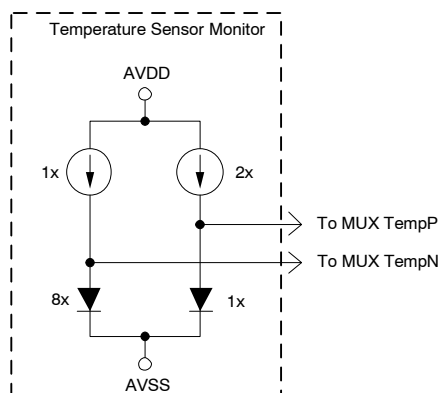 Temperature Sensor Monitor
AVDD
1x
2x
To MUX TempP
To MUX TempN
8x
1x
AVSS